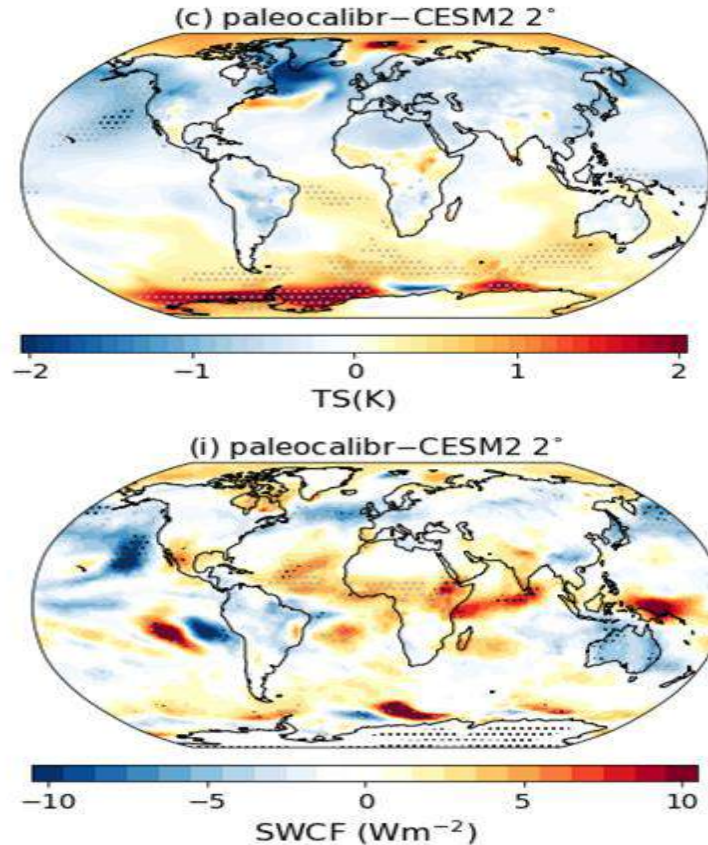 (c) paleocalibr−CESM2 2°
−2 −1 0 1 2
TS(K)
(i) paleocalibr−CESM2 2°
−10 −5 0 5 10
SWCF (Wm⁻²)